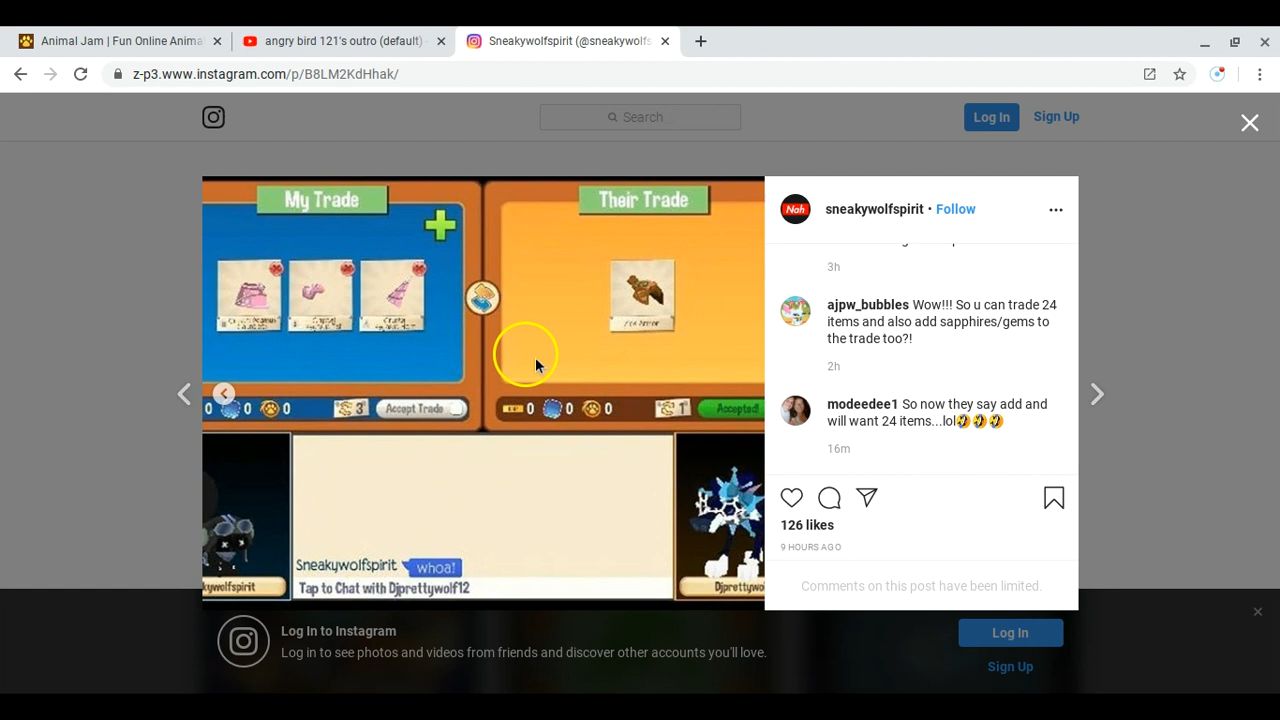 Animal Jam | Fun Online Anima
angry bird 121's outro (default) -
Sneakywolfspirit (@sneakywolfs
z-p3.www.instagram.com/p/B8LM2KdHhak/
Search
Log In
Sign Up
My Trade
Their Trade
0 0 0 3 Accept Trade
0 0 0 1 Accepted!
Sneakywolfspirit whoa!
Tap to Chat with Djprettywolf12
kywolfspirit
Djprettywo
Nah
sneakywolfspirit • Follow
3h
ajpw_bubbles Wow!!! So u can trade 24
items and also add sapphires/gems to
the trade too?!
2h
modeedee1 So now they say add and
will want 24 items...lol🤣🤣🤣
16m
126 likes
9 HOURS AGO
Comments on this post have been limited.
Log In to Instagram
Log in to see photos and videos from friends and discover other accounts you'll love.
Log In
Sign Up